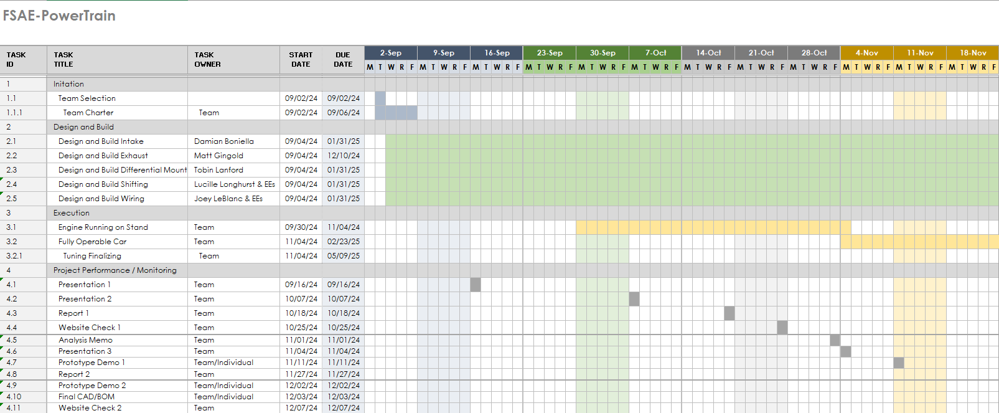 FSAE-PowerTrain
TASK ID TASK TITLE TASK OWNER START DATE DUE DATE 2-Sep 9-Sep 16-Sep 23-Sep 30-Sep 7-Oct 14-Oct 21-Oct 28-Oct 4-Nov 11-Nov 18-Nov
M T W R F M T W R F M T W R F M T W R F M T W R F M T W R F M T W R F M T W R F M T W R F M T W R F M T W R F M T W R F
1 Initation
1.1 Team Selection 09/02/24 09/02/24
1.1.1 Team Charter Team 09/02/24 09/06/24
2 Design and Build
2.1 Design and Build Intake Damian Boniella 09/04/24 01/31/25
2.2 Design and Build Exhaust Matt Gingold 09/04/24 12/10/24
2.3 Design and Build Differential Mount Tobin Lanford 09/04/24 01/31/25
2.4 Design and Build Shifting Lucille Longhurst & EEs 09/04/24 01/31/25
2.5 Design and Build Wiring Joey LeBlanc & EEs 09/04/24 01/31/25
3 Execution
3.1 Engine Running on Stand Team 09/30/24 11/04/24
3.2 Fully Operable Car Team 11/04/24 02/23/25
3.2.1 Tuning Finalizing Team 11/04/24 05/09/25
4 Project Performance / Monitoring
4.1 Presentation 1 Team 09/16/24 09/16/24
4.2 Presentation 2 Team 10/07/24 10/07/24
4.3 Report 1 Team 10/18/24 10/18/24
4.4 Website Check 1 Team 10/25/24 10/25/24
4.5 Analysis Memo Team 11/01/24 11/01/24
4.6 Presentation 3 Team 11/04/24 11/04/24
4.7 Prototype Demo 1 Team/Individual 11/11/24 11/11/24
4.8 Report 2 Team 11/27/24 11/27/24
4.9 Prototype Demo 2 Team/Individual 12/02/24 12/02/24
4.10 Final CAD/BOM Team/Individual 12/03/24 12/03/24
4.11 Website Check 2 Team 12/07/24 12/07/24